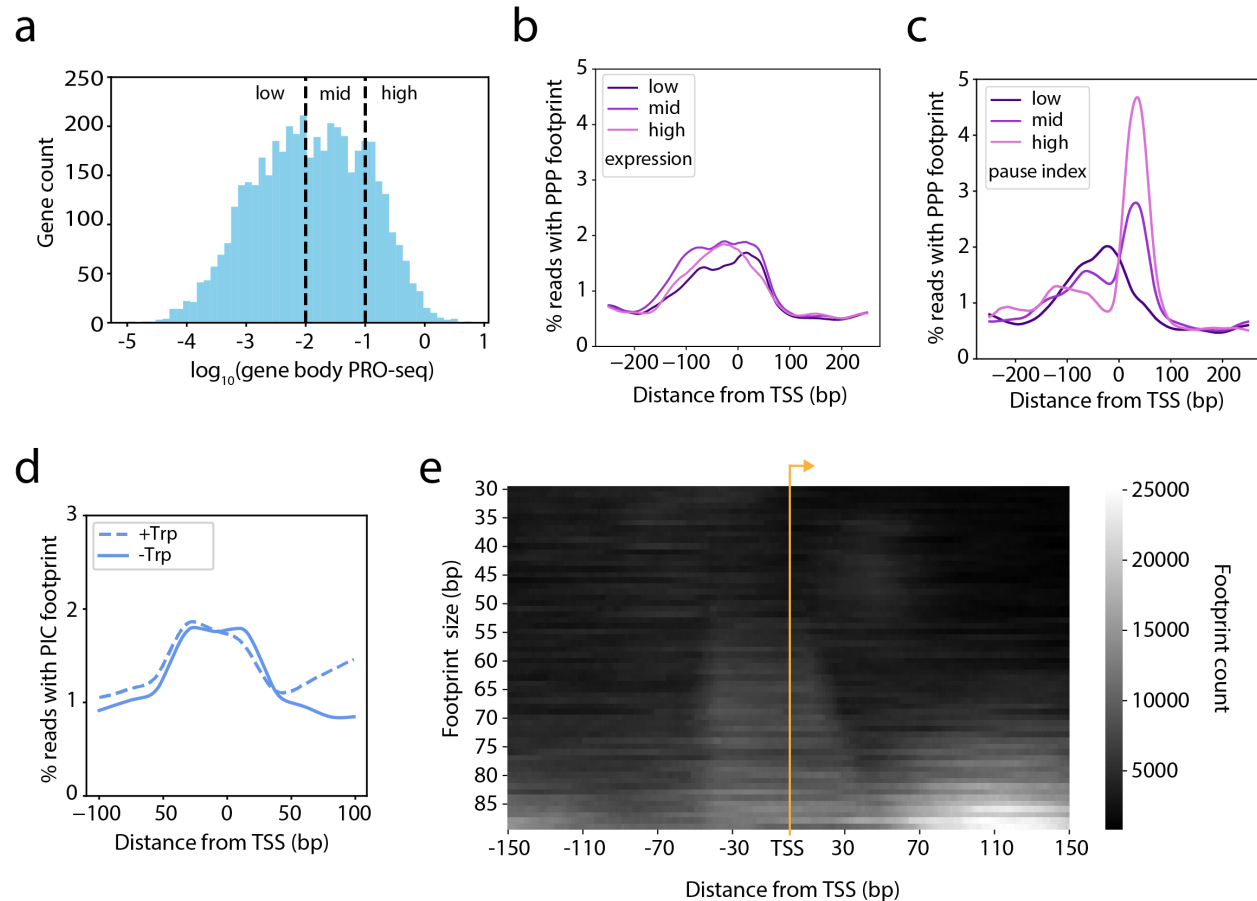 a
250
200
150
100
50
0
Gene count
low
mid
high
-5
-4
-3
-2
-1
0
1
log10(gene body PRO-seq)
b
5
4
3
2
1
0
% reads with PPP footprint
low
mid
high
expression
−200
−100
0
100
200
Distance from TSS (bp)
c
5
4
3
2
1
0
% reads with PPP footprint
low
mid
high
pause index
−200
−100
0
100
200
Distance from TSS (bp)
d
3
2
1
0
% reads with PIC footprint
+Trp
-Trp
−100
50
0
50
100
Distance from TSS (bp)
e
30
35
40
45
50
55
60
65
70
75
80
85
Footprint size (bp)
-150
-110
-70
-30
TSS
30
70
110
150
Distance from TSS (bp)
25000
20000
15000
10000
5000
Footprint count